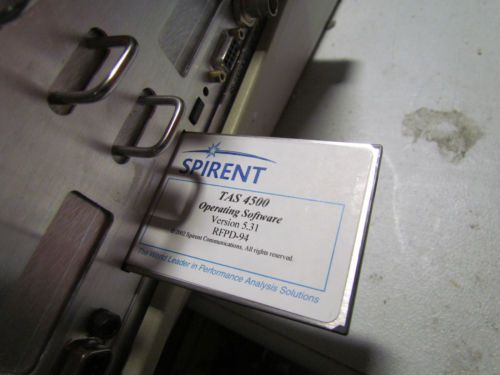 SPIRENT
TAS 4500
Operating Software
Version 5.31
RFPD-94
© 2002 Spirent Communications. All rights reserved
The World Leader in Performance Analysis Solutions